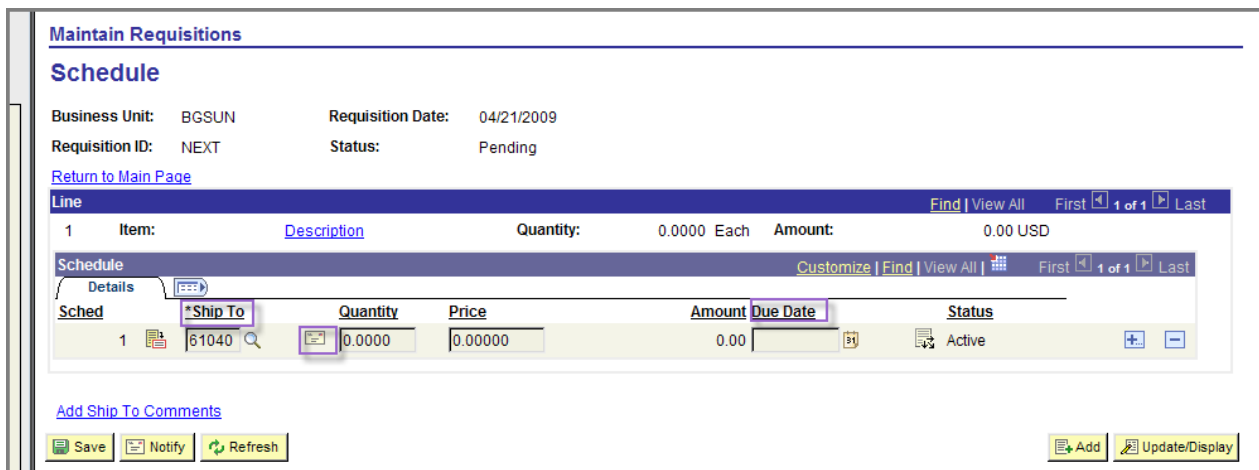 Maintain Requisitions
Schedule
Business Unit: BGSUN Requisition Date: 04/21/2009
Requisition ID: NEXT Status: Pending
Return to Main Page
Line Find | View All First 1 of 1 Last
1 Item: Description Quantity: 0.0000 Each Amount: 0.00 USD
Schedule Customize | Find | View All | First 1 of 1 Last
Details
Sched *Ship To Quantity Price Amount Due Date Status
1 61040 0.0000 0.00000 0.00 31 Active
Add Ship To Comments
Save Notify Refresh Add Update/Display